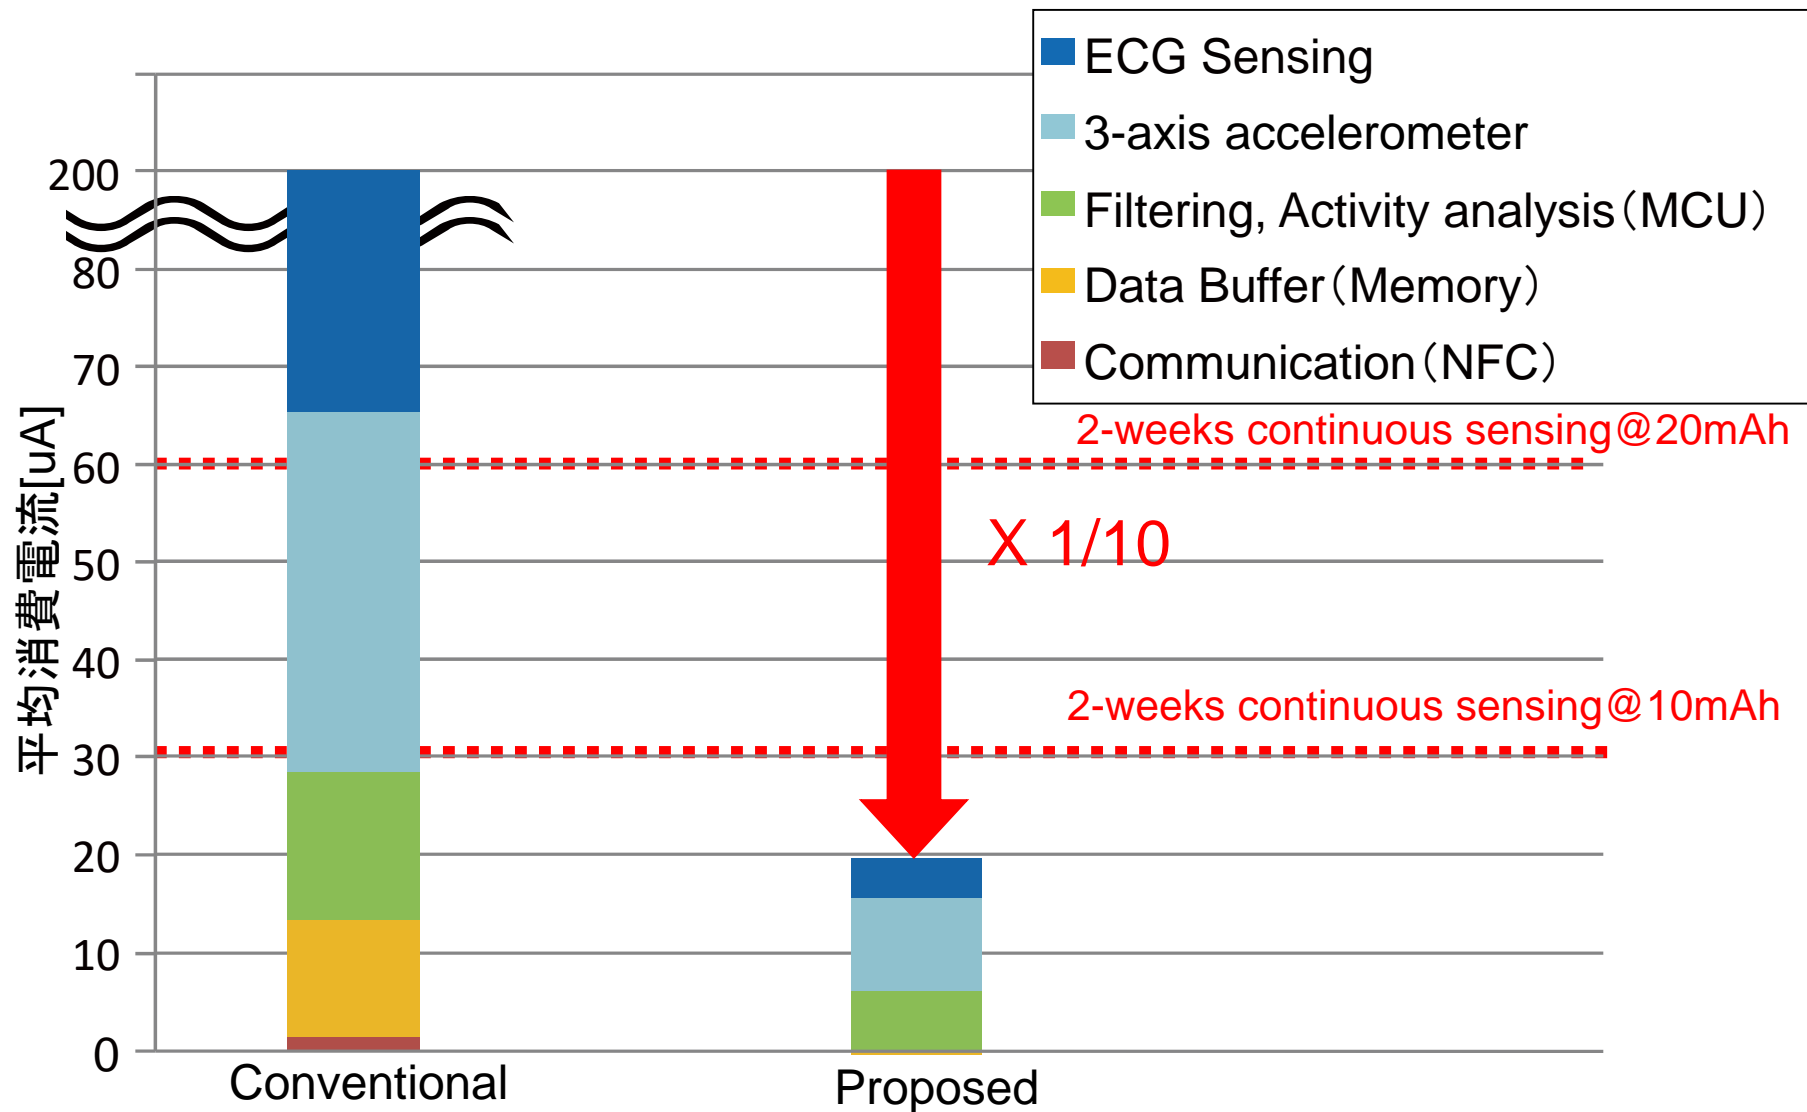 ECG Sensing
3-axis accelerometer
Filtering, Activity analysis（MCU）
Data Buffer（Memory）
Communication（NFC）
平均消費電流[uA]
200
80
70
60
50
40
30
20
10
0
2-weeks continuous sensing@20mAh
X 1/10
2-weeks continuous sensing@10mAh
Conventional
Proposed